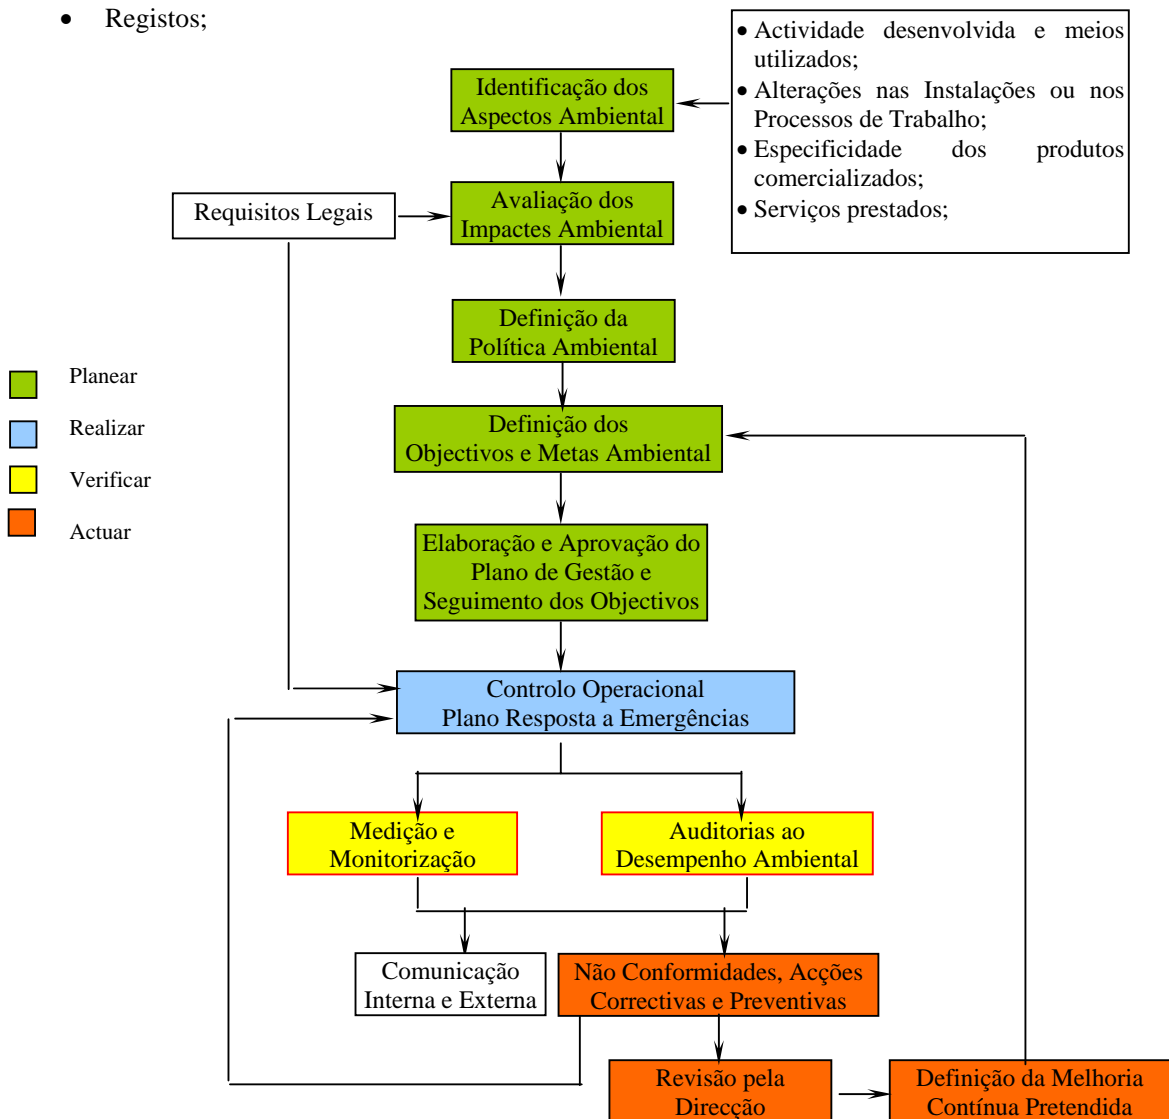 • Registos;
• Actividade desenvolvida e meios
utilizados;
• Alterações nas Instalações ou nos
Processos de Trabalho;
• Especificidade dos produtos
comercializados;
• Serviços prestados;
Identificação dos
Aspectos Ambiental
Requisitos Legais
Avaliação dos
Impactes Ambiental
Definição da
Política Ambiental
Planear
Realizar
Verificar
Actuar
Definição dos
Objectivos e Metas Ambiental
Elaboração e Aprovação do
Plano de Gestão e
Seguimento dos Objectivos
Controlo Operacional
Plano Resposta a Emergências
Medição e
Monitorização
Auditorias ao
Desempenho Ambiental
Comunicação
Interna e Externa
Não Conformidades, Acções
Correctivas e Preventivas
Revisão pela
Direcção
Definição da Melhoria
Contínua Pretendida